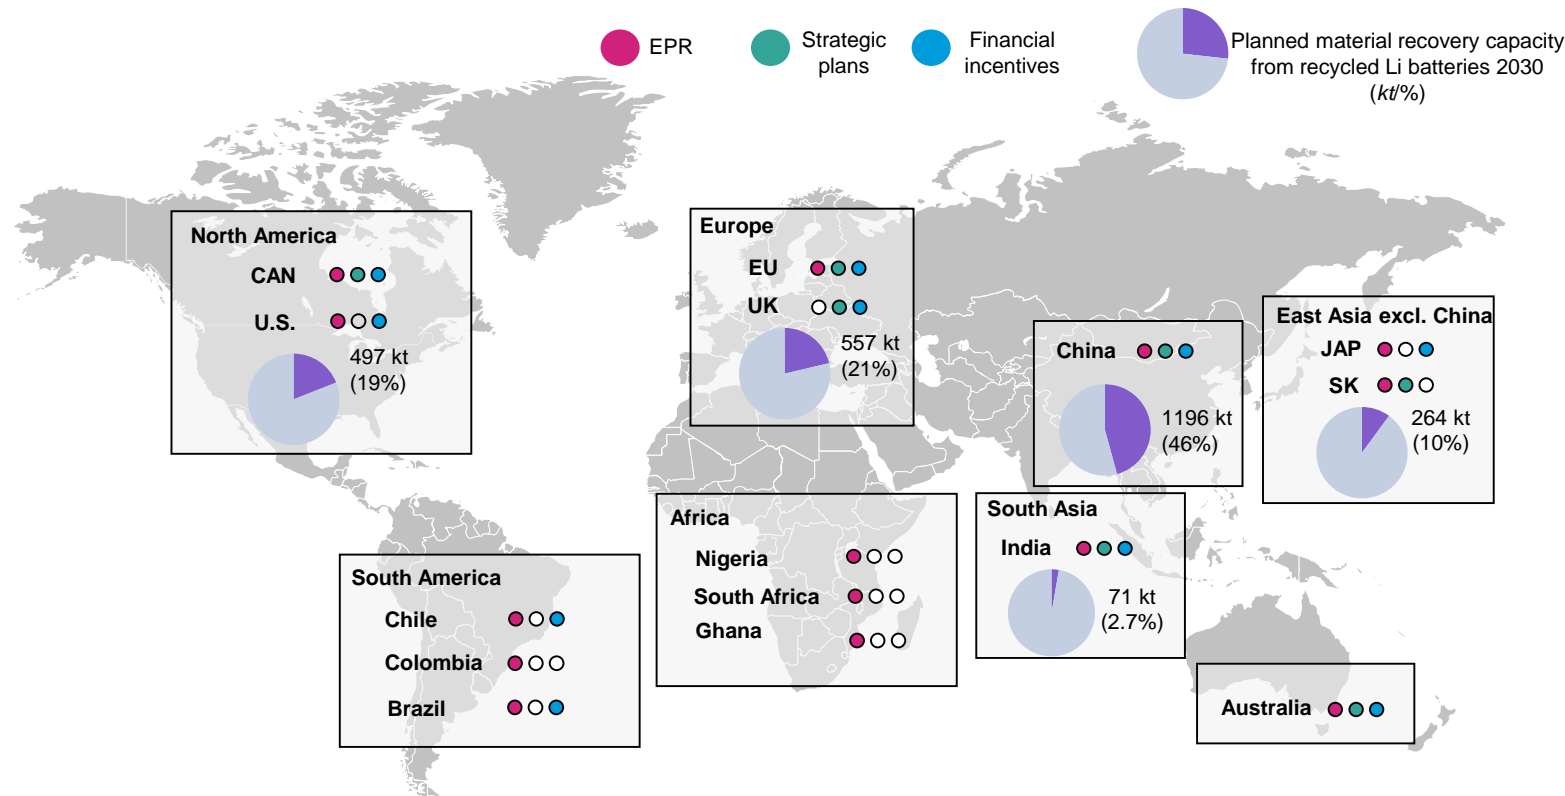 EPR
Strategic
plans
Financial
incentives
Planned material recovery capacity
from recycled Li batteries 2030
(kt/%)
North America
CAN
U.S.
497 kt
(19%)
Europe
EU
UK
557 kt
(21%)
China
1196 kt
(46%)
East Asia excl. China
JAP
SK
264 kt
(10%)
South America
Chile
Colombia
Brazil
Africa
Nigeria
South Africa
Ghana
South Asia
India
71 kt
(2.7%)
Australia